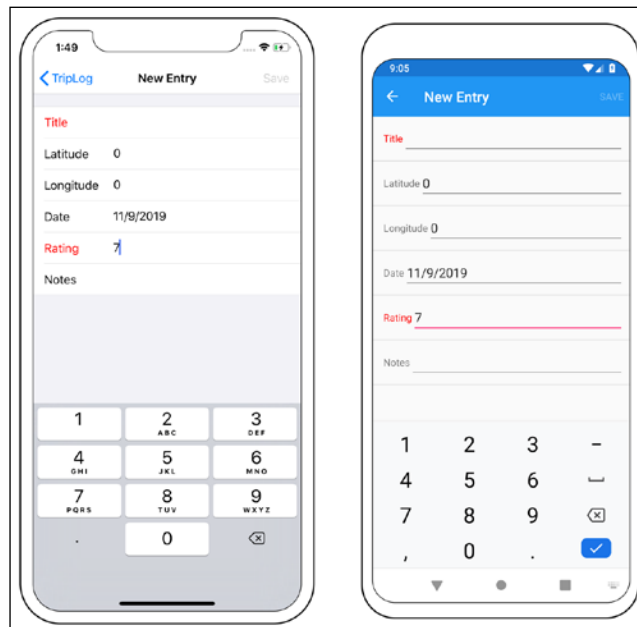 1:49
TripLog New Entry Save
Title
Latitude 0
Longitude 0
Date 11/9/2019
Rating 7
Notes
1 2 3
ABC DEF
4 5 6
GHI JKL MNO
7 8 9
PQRS TUV WXYZ
. 0
9:05
New Entry SAVE
Title
Latitude 0
Longitude 0
Date 11/9/2019
Rating 7
Notes
1 2 3 -
4 5 6
7 8 9
, 0 .